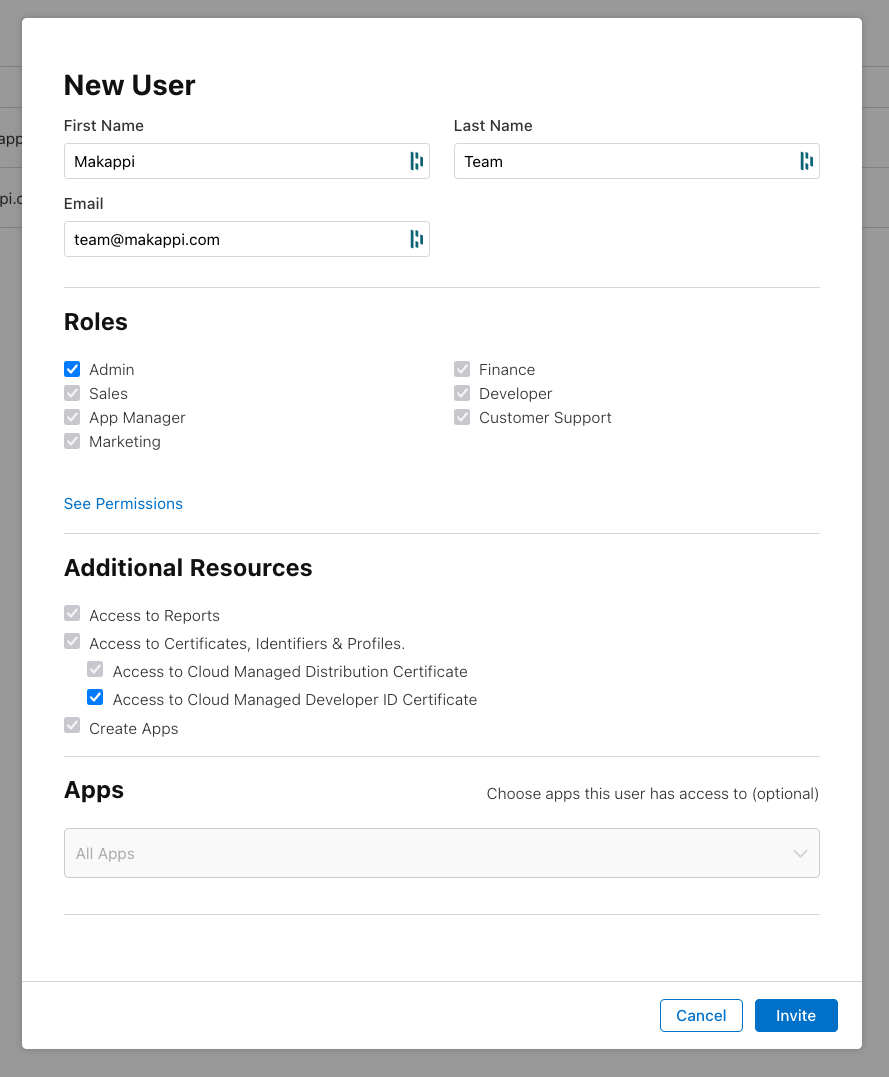 New User
First Name
Last Name
Makappi
Team
Email
team@makappi.com
Roles
Admin
Finance
Sales
Developer
App Manager
Customer Support
Marketing
See Permissions
Additional Resources
Access to Reports
Access to Certificates, Identifiers & Profiles.
Access to Cloud Managed Distribution Certificate
Access to Cloud Managed Developer ID Certificate
Create Apps
Apps
Choose apps this user has access to (optional)
All Apps
Cancel
Invite